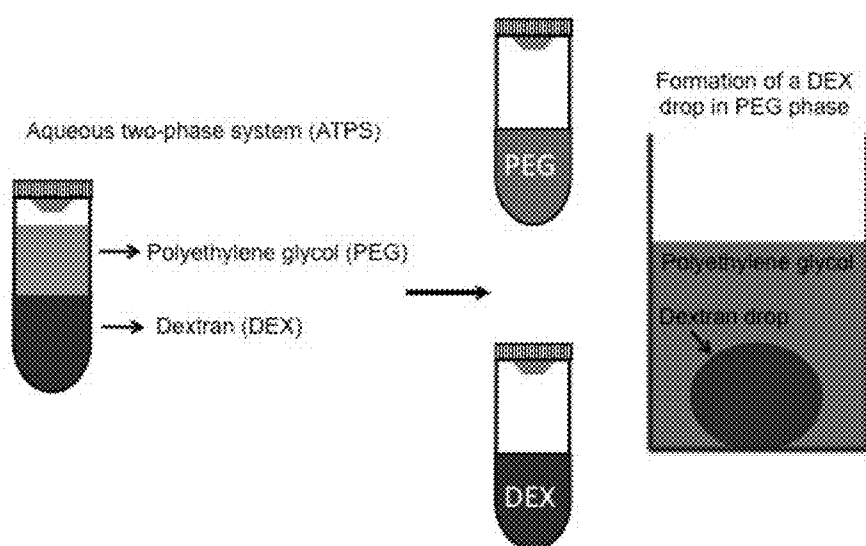 Aqueous two-phase system (ATPS)
Polyethylene glycol (PEG)
Dextran (DEX)
PEG
DEX
Formation of a DEX
drop in PEG phase
Polyethylene glycol
Dextran drop